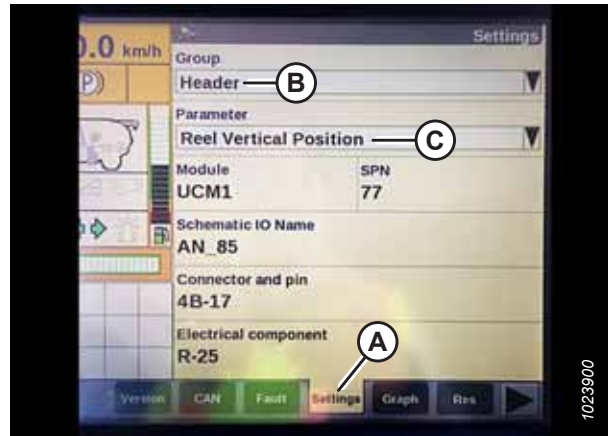 0.0 km/h
Settings
(P)
Group
Header
B
Parameter
Reel Vertical Position
C
Module
SPN
UCM1
77
Schematic IO Name
AN_85
Connector and pin
4B-17
Electrical component
R-25
A
Version
CAN
Fault
Settings
Graph
Res
1023900